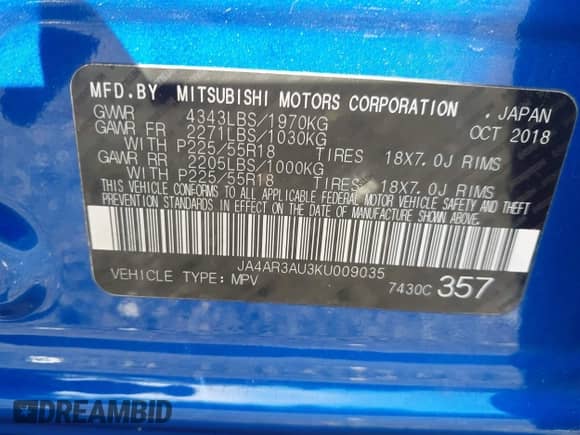 MFD.BY MITSUBISHI MOTORS CORPORATION . JAPAN
GVWR 4343LBS/1970KG OCT 2018
GAWR FR 2271LBS/1030KG
WITH P225/55R18 TIRES 18X7.0J RIMS
GAWR RR 2205LBS/1000KG
WITH P225/55R18 TIRES 18X7.0J RIMS
THIS VEHICLE CONFORMS TO ALL APPLICABLE FEDERAL MOTOR VEHICLE SAFETY AND THEFT
PREVENTION STANDARDS IN EFFECT ON THE DATE OF MANUFACTURE SHOWN ABOVE.
JA4AR3AU3KU009035
VEHICLE TYPE:MPV 7430C 357
DREAMBID